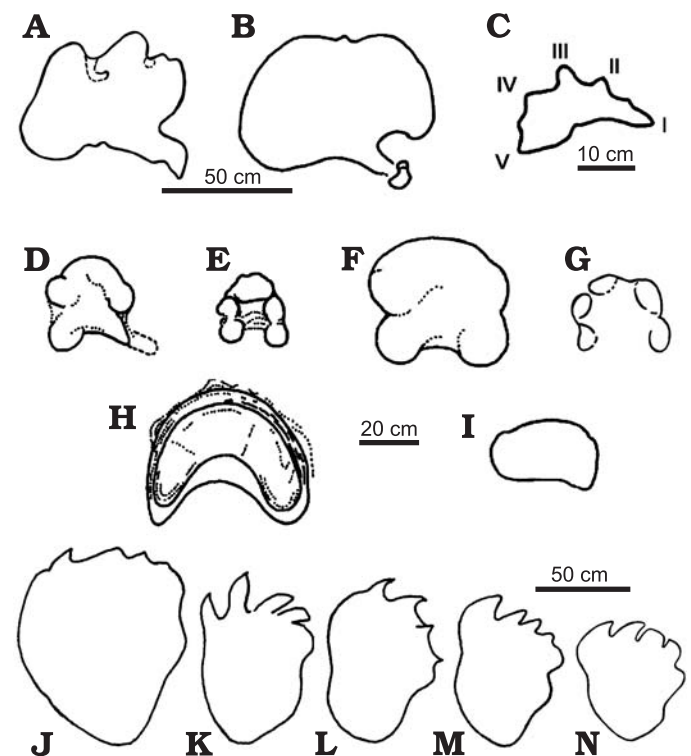 A B C
III
II
IV
I
V
50 cm
10 cm
D E F G
H
20 cm
I
50 cm
J K L M N